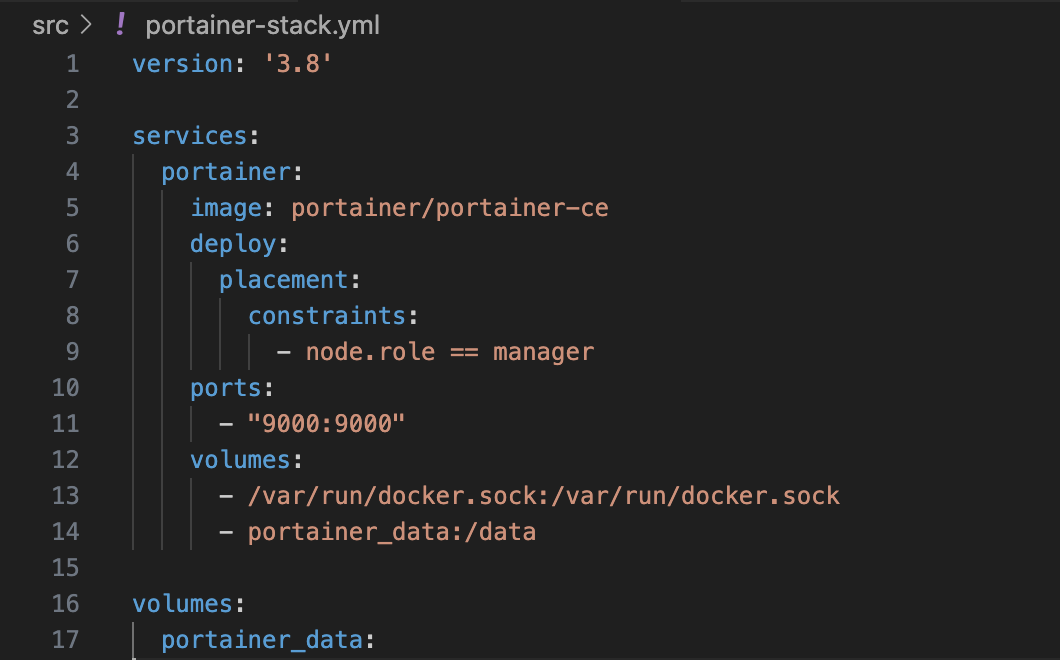 src > ! portainer-stack.yml
1 version: '3.8'
2
3 services:
4   portainer:
5     image: portainer/portainer-ce
6     deploy:
7       placement:
8         constraints:
9           - node.role == manager
10     ports:
11       - "9000:9000"
12     volumes:
13       - /var/run/docker.sock:/var/run/docker.sock
14       - portainer_data:/data
15
16 volumes:
17   portainer_data: